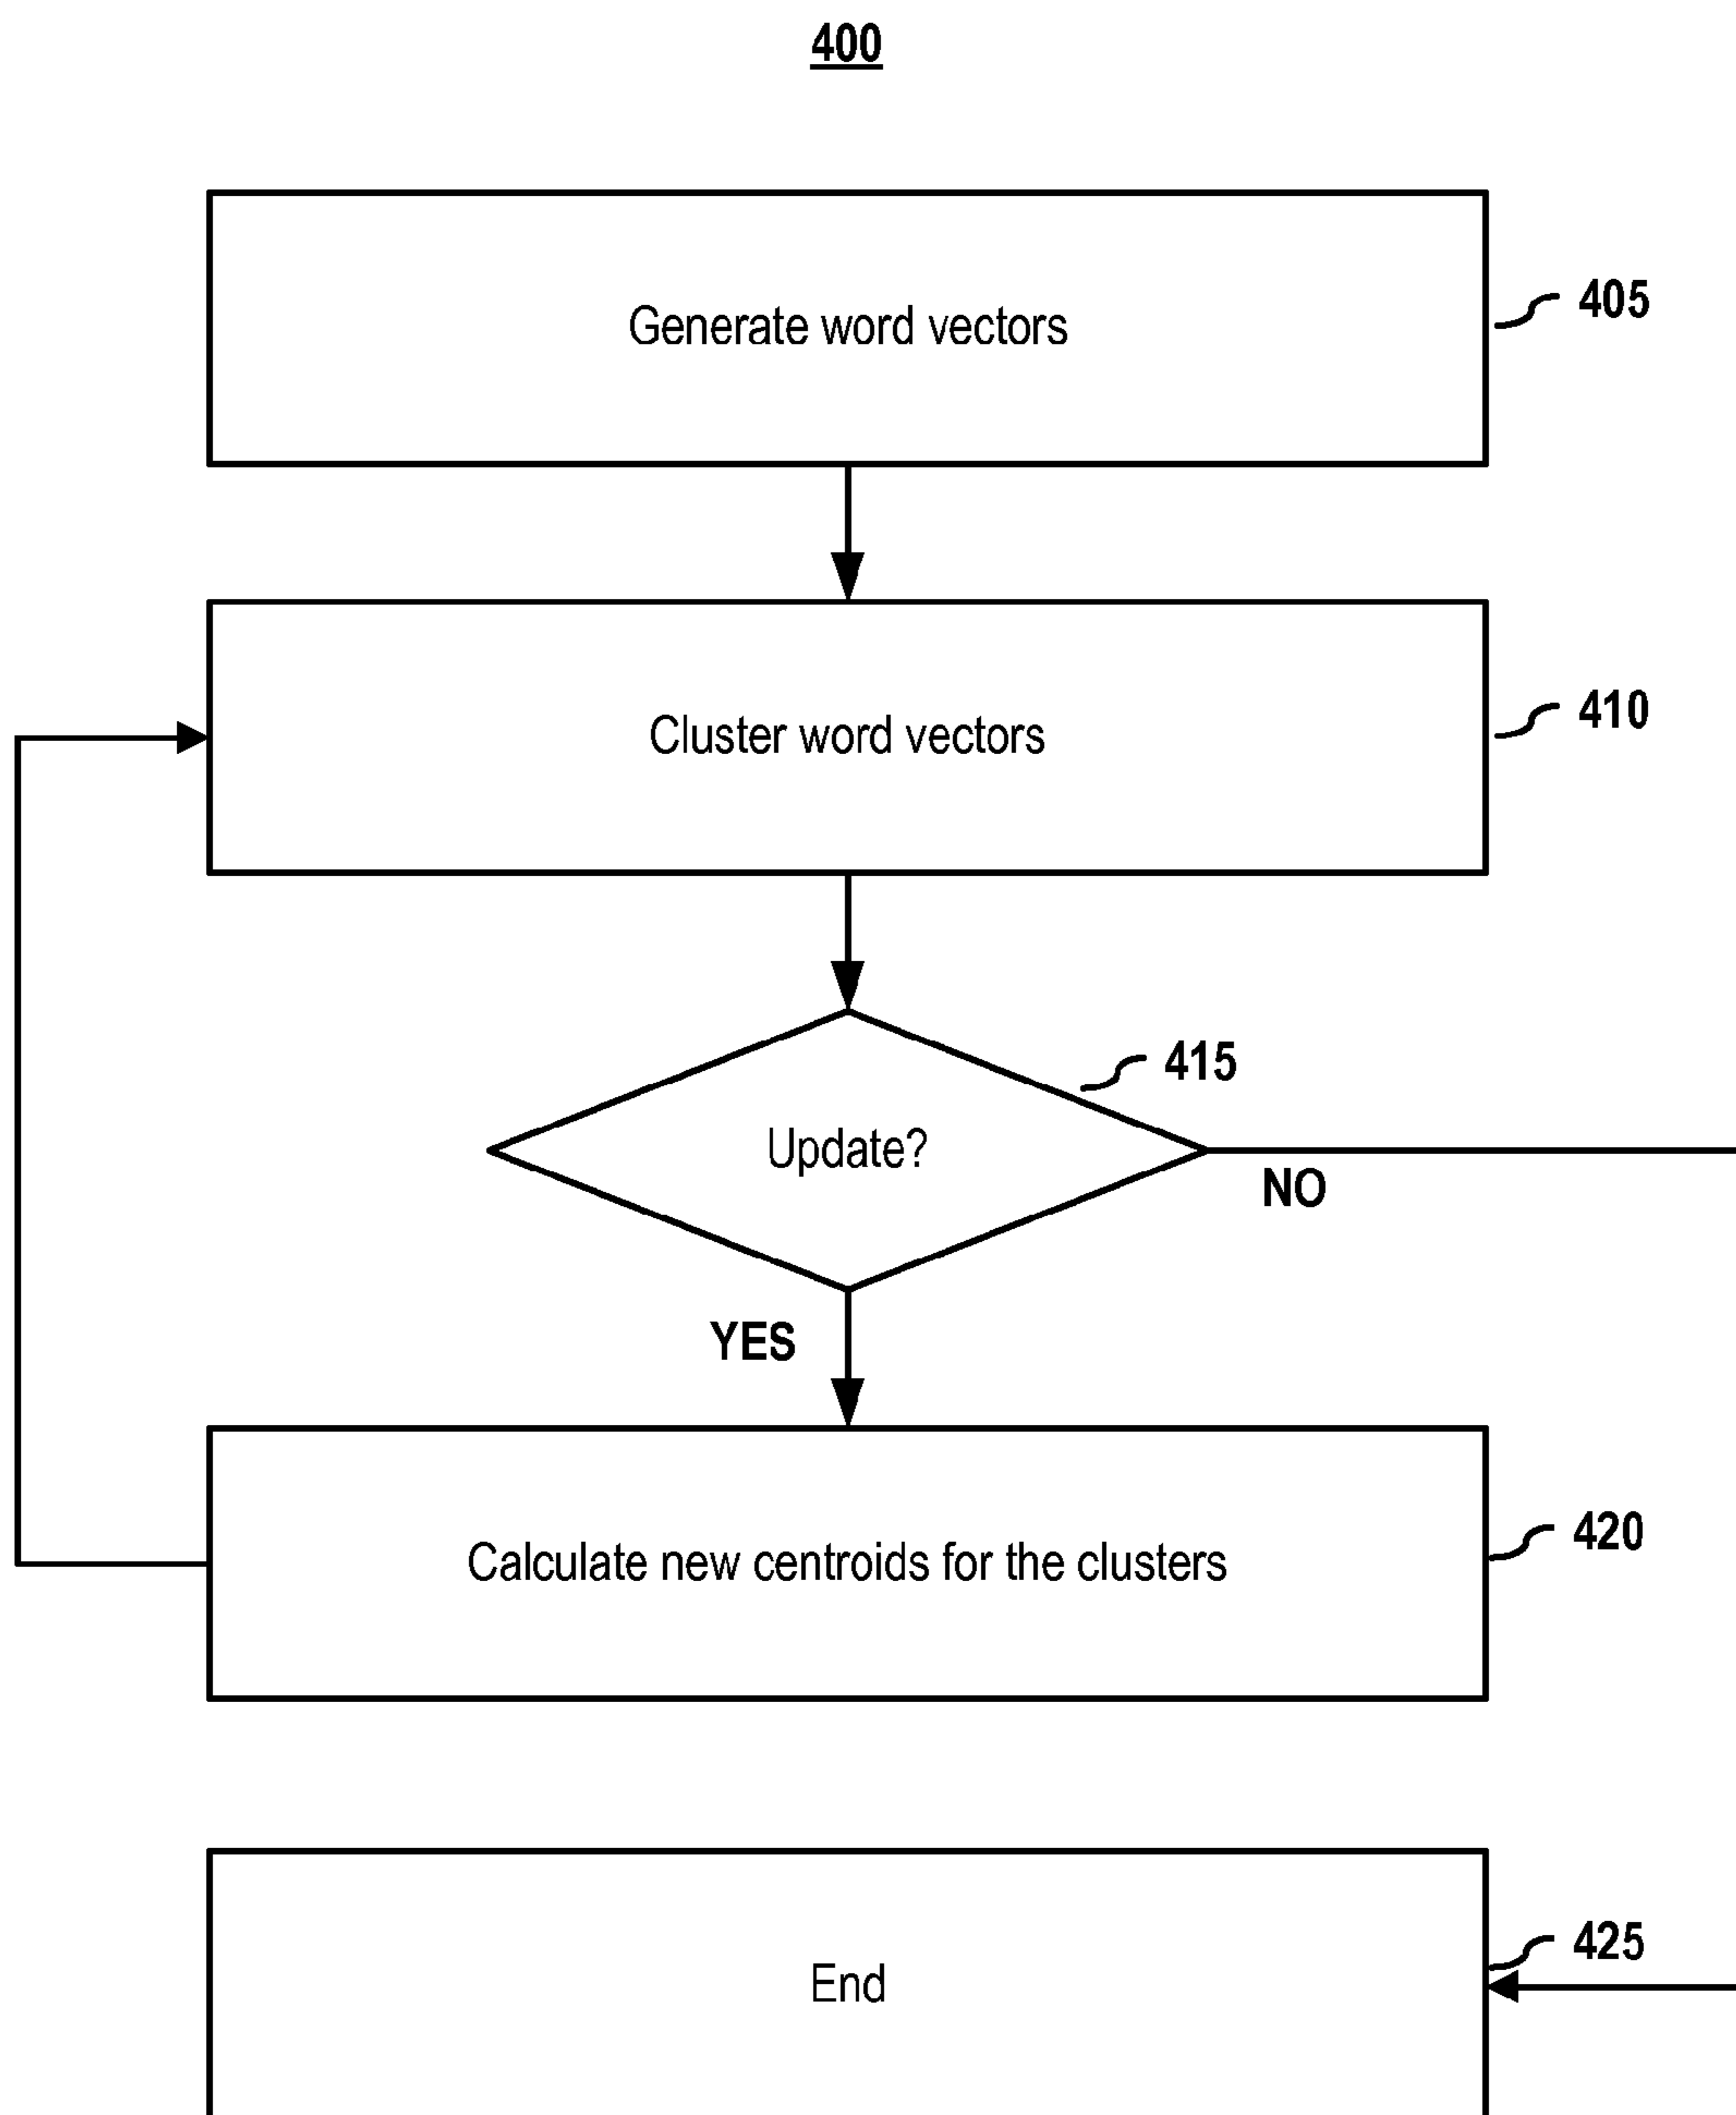 400
Generate word vectors
405
Cluster word vectors
410
415
Update?
NO
YES
Calculate new centroids for the clusters
420
425
End